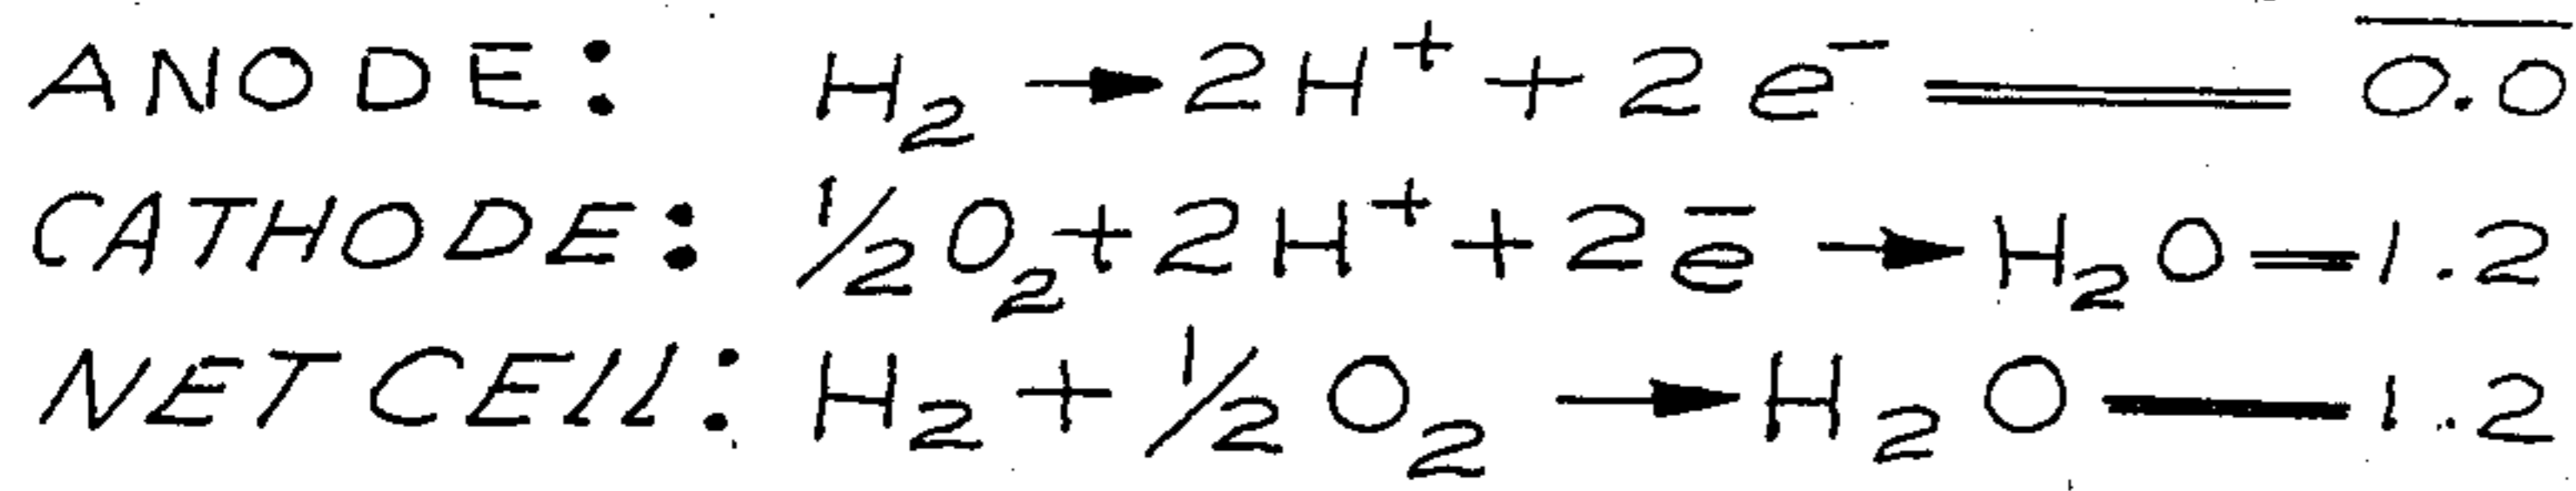 ANODE: H₂ → 2H⁺ + 2e⁻ = 0.0
CATHODE: ½O₂ + 2H⁺ + 2e̅ → H₂O = 1.2
NET CELL: H₂ + ½O₂ → H₂O — 1.2